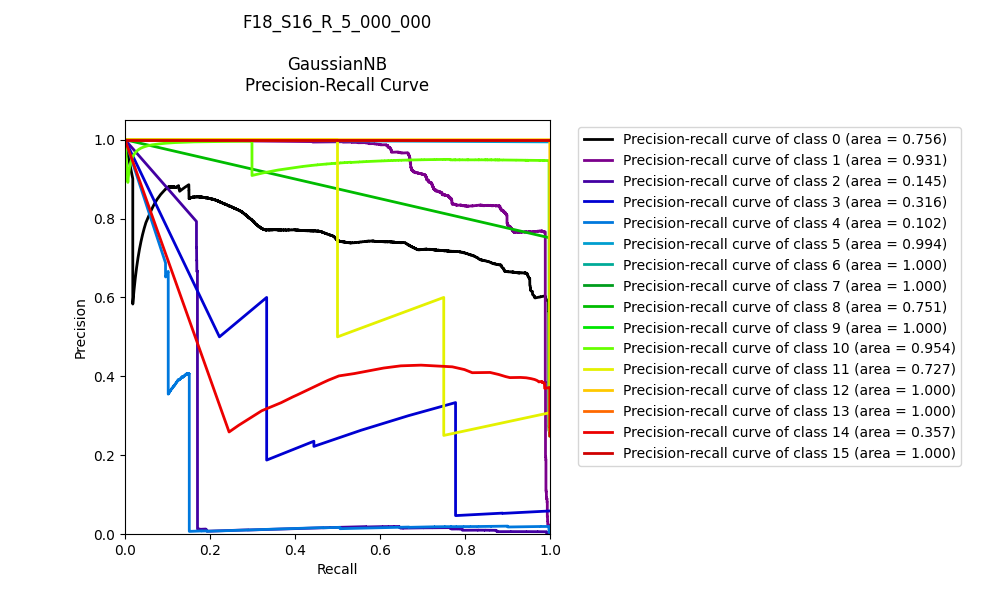 F18_S16_R_5_000_000
GaussianNB
Precision-Recall Curve
Precision
1.0
0.8
0.6
0.4
0.2
0.0
0.0 0.2 0.4 0.6 0.8 1.0
Recall
Precision-recall curve of class 0 (area = 0.756)
Precision-recall curve of class 1 (area = 0.931)
Precision-recall curve of class 2 (area = 0.145)
Precision-recall curve of class 3 (area = 0.316)
Precision-recall curve of class 4 (area = 0.102)
Precision-recall curve of class 5 (area = 0.994)
Precision-recall curve of class 6 (area = 1.000)
Precision-recall curve of class 7 (area = 1.000)
Precision-recall curve of class 8 (area = 0.751)
Precision-recall curve of class 9 (area = 1.000)
Precision-recall curve of class 10 (area = 0.954)
Precision-recall curve of class 11 (area = 0.727)
Precision-recall curve of class 12 (area = 1.000)
Precision-recall curve of class 13 (area = 1.000)
Precision-recall curve of class 14 (area = 0.357)
Precision-recall curve of class 15 (area = 1.000)